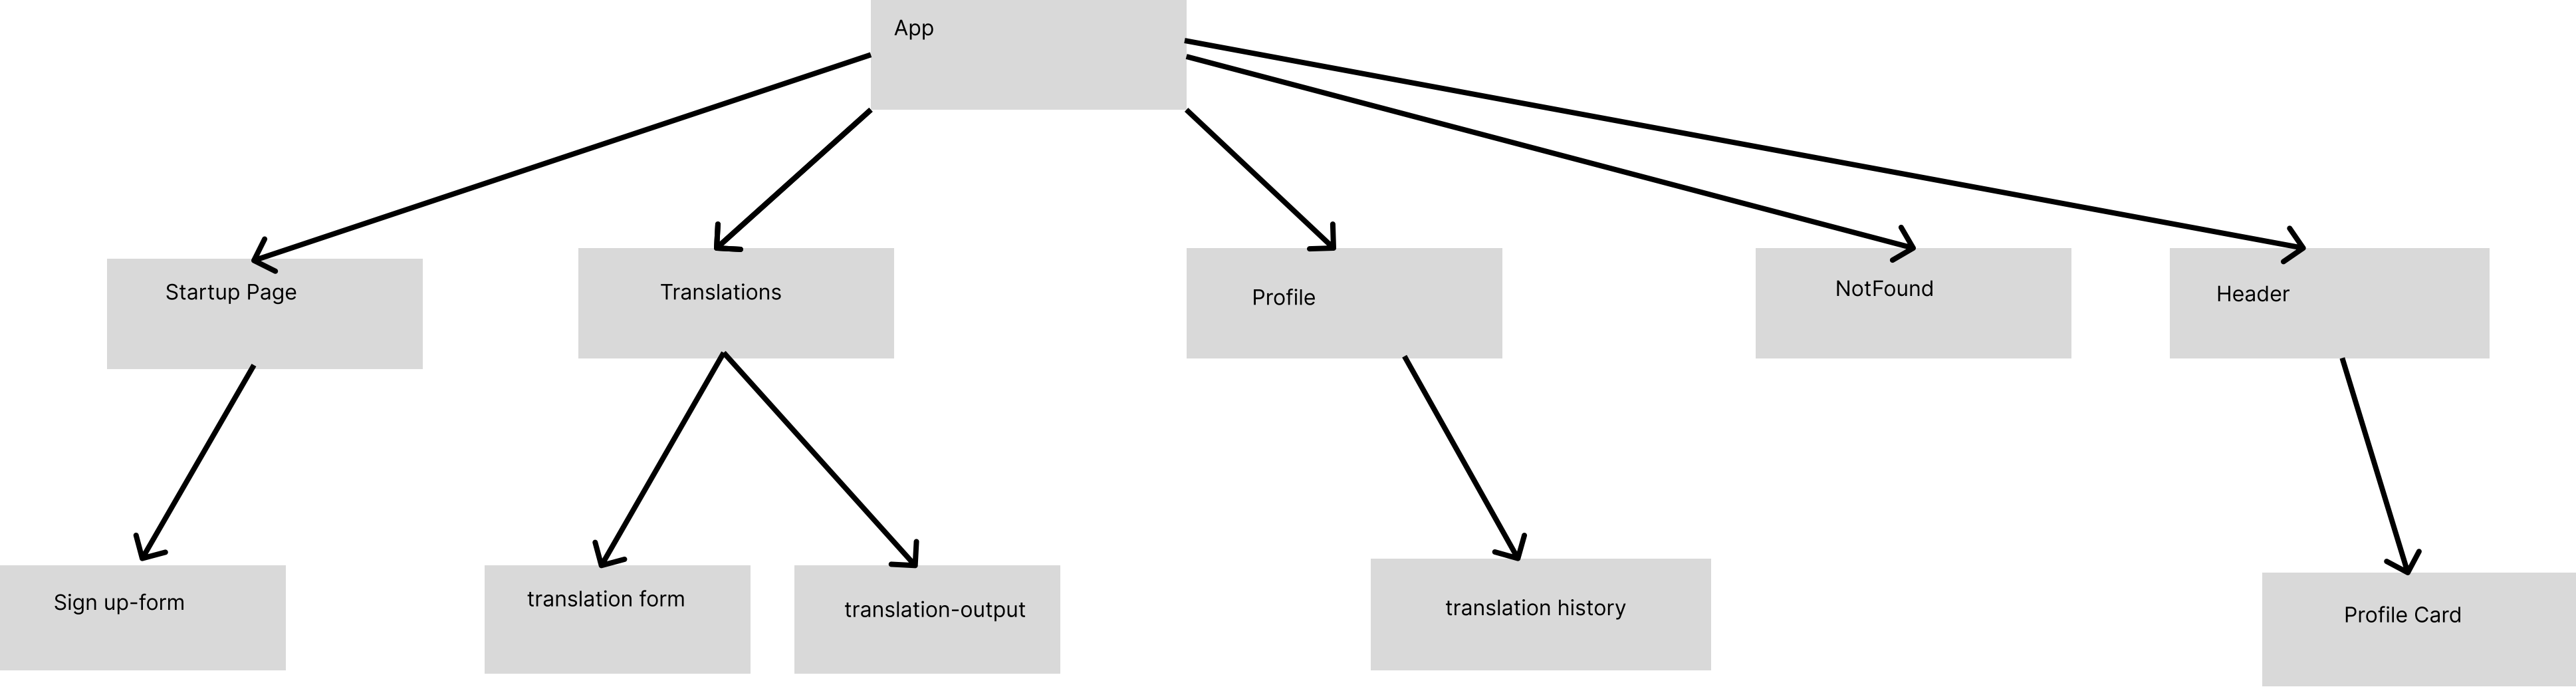 App
Startup Page
Translations
Profile
NotFound
Header
Sign up-form
translation form
translation-output
translation history
Profile Card